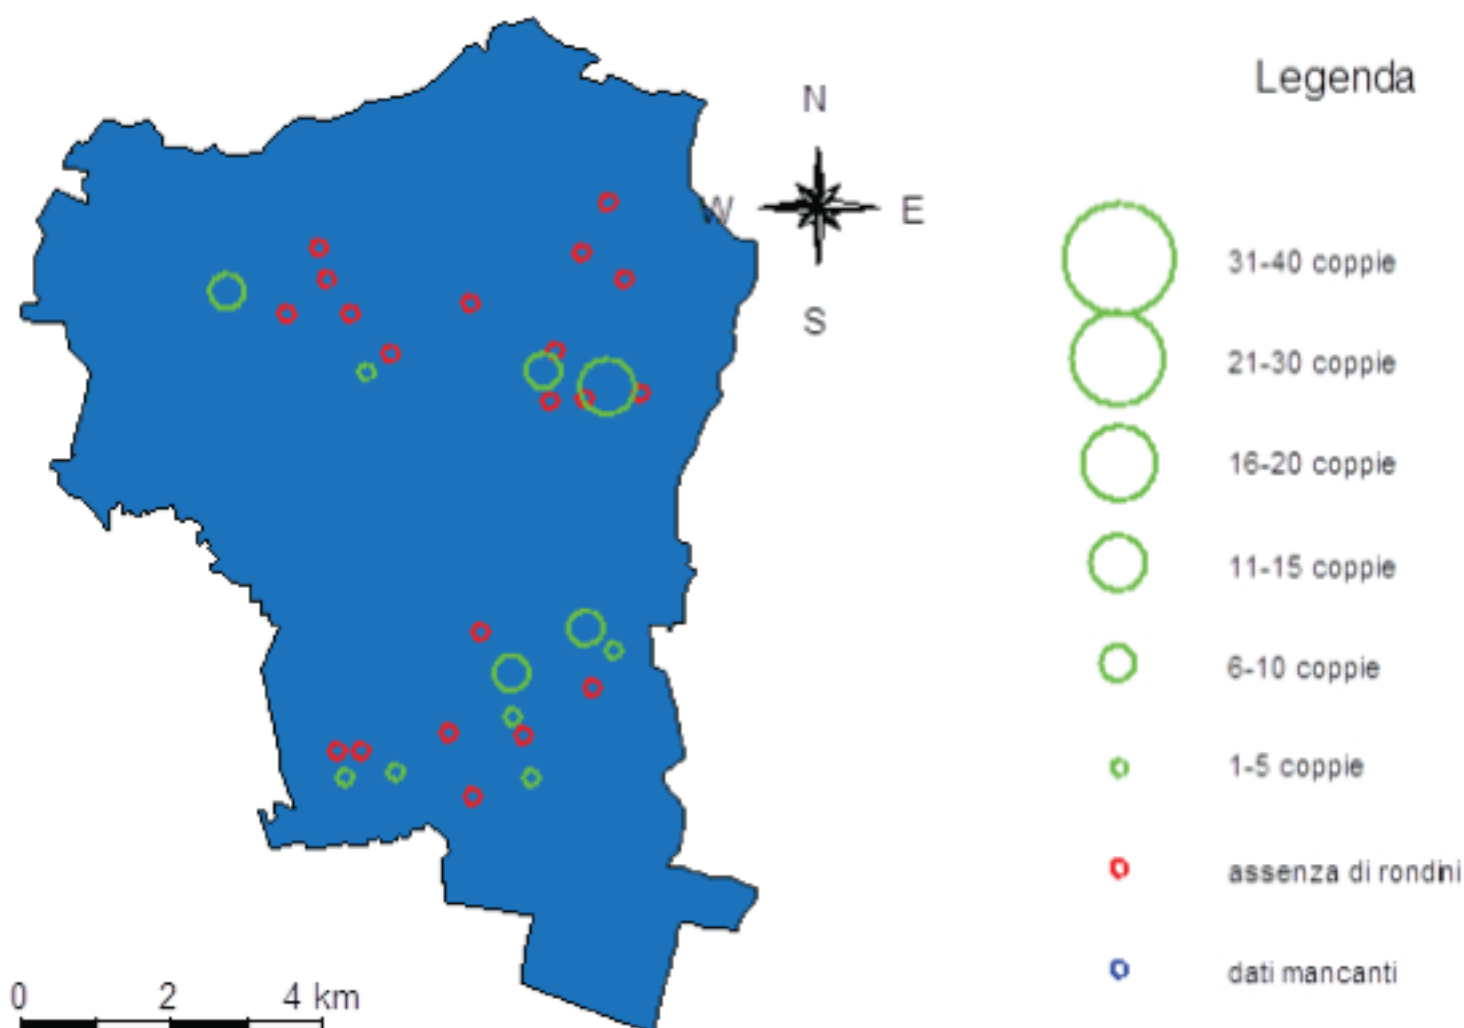 Legenda
N
W
E
S
31-40 coppie
21-30 coppie
16-20 coppie
11-15 coppie
6-10 coppie
1-5 coppie
assenza di rondini
dati mancanti
0 2 4 km